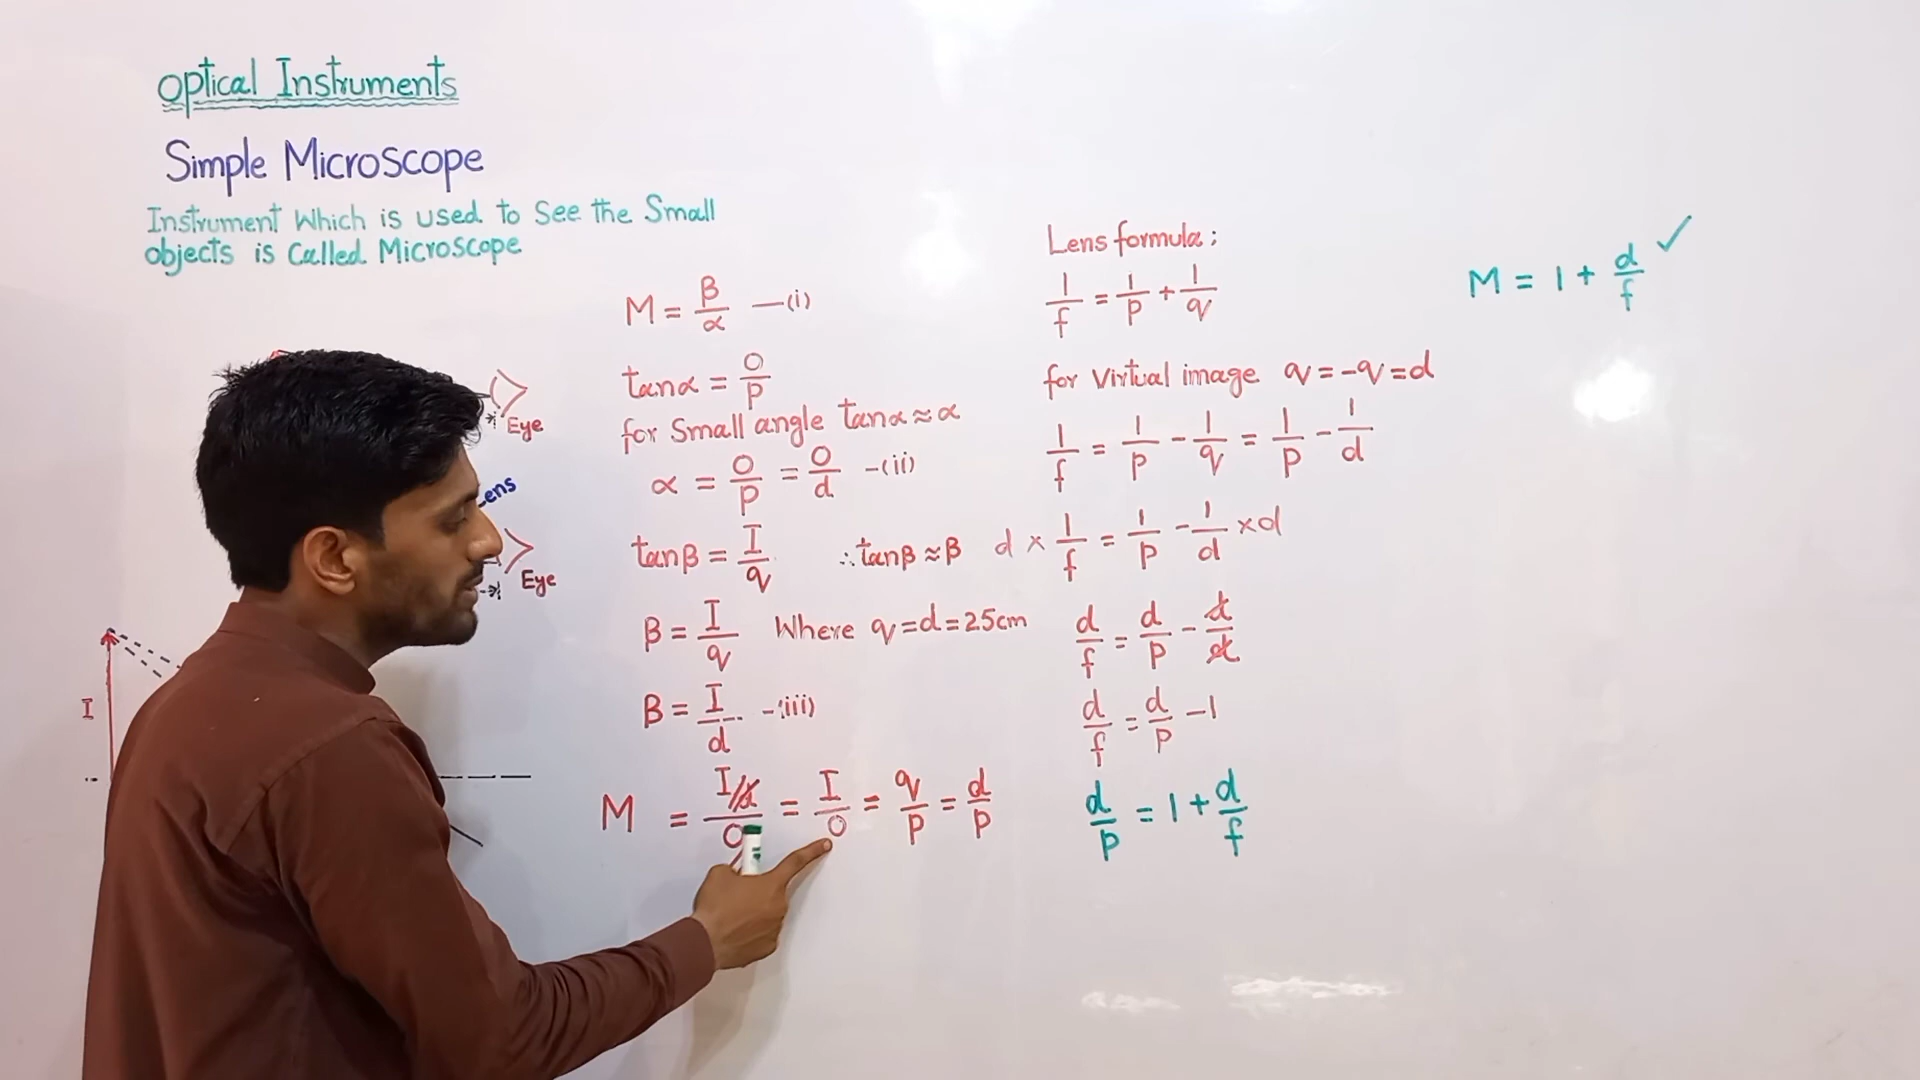 Optical Instruments
Simple Microscope
Instrument Which is used to See the Small
objects is Called Microscope
Eye
Lens
Eye
I
M = β/α —(i)
tanα = O/P
for Small angle tanα ≈ α
α = O/P = O/d -(ii)
tanβ = I/q ∴ tanβ ≈ β
β = I/q Where q = d = 25cm
β = I/d -(iii)
M = I/d = I/O = q/P = d/P
Lens formula;
1/f = 1/P + 1/q
for Virtual image q = -q = d
1/f = 1/P - 1/q = 1/P - 1/d
d × 1/f = 1/P - 1/d × d
d/f = d/P - d/d
d/f = d/P - 1
d/P = 1 + d/f
M = 1 + d/f ✓